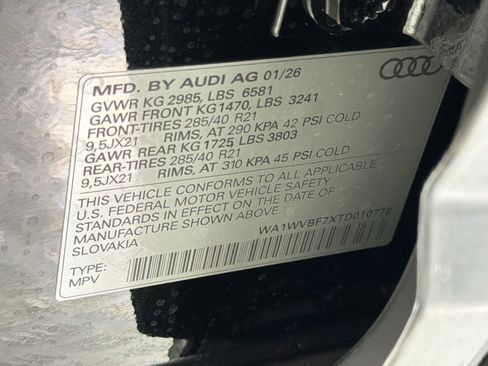 MFD. BY AUDI AG 01/26
GVWR KG 2985, LBS 6581
GAWR FRONT KG1470, LBS 3241
FRONT-TIRES 285/40 R21
9,5JX21 RIMS, AT 290 KPA 42 PSI COLD
GAWR REAR KG 1725, LBS 3803
REAR-TIRES 285/40 R21
9,5JX21 RIMS, AT 310 KPA 45 PSI COLD
THIS VEHICLE CONFORMS TO ALL APPLICABLE
U.S. FEDERAL MOTOR VEHICLE SAFETY
STANDARDS IN EFFECT ON THE DATE OF
MANUFACTURE SHOWN ABOVE.
SLOVAKIA WA1WVBF7XTD010778
TYPE:
MPV